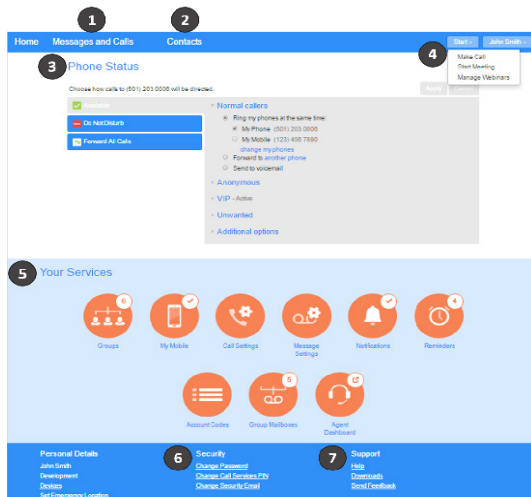 1 2
Home Messages and Calls Contacts Start John Smith
4
Make Call
Start Meeting
Manage Webinars
3 Phone Status
Choose how calls to (501) 203 0806 will be directed.
Apply Cancel
Available
Do Not Disturb
Forward All Calls
Normal callers
Ring my phones at the same time:
My Phone (501) 203 0806
My Mobile (123) 456 7890
change my phones
Forward to another phone
Send to voicemail
Anonymous
VIP - Active
Unwanted
Additional options
5 Your Services
6 4
Groups My Mobile Call Settings Message Settings Notifications Reminders
5
Account Codes Group Mailboxes Agent Dashboard
Personal Details 6 Security 7 Support
John Smith Change Password Help
Development Change Call Services PIN Downloads
Devices Change Security Email Send Feedback
Set Emergency Location